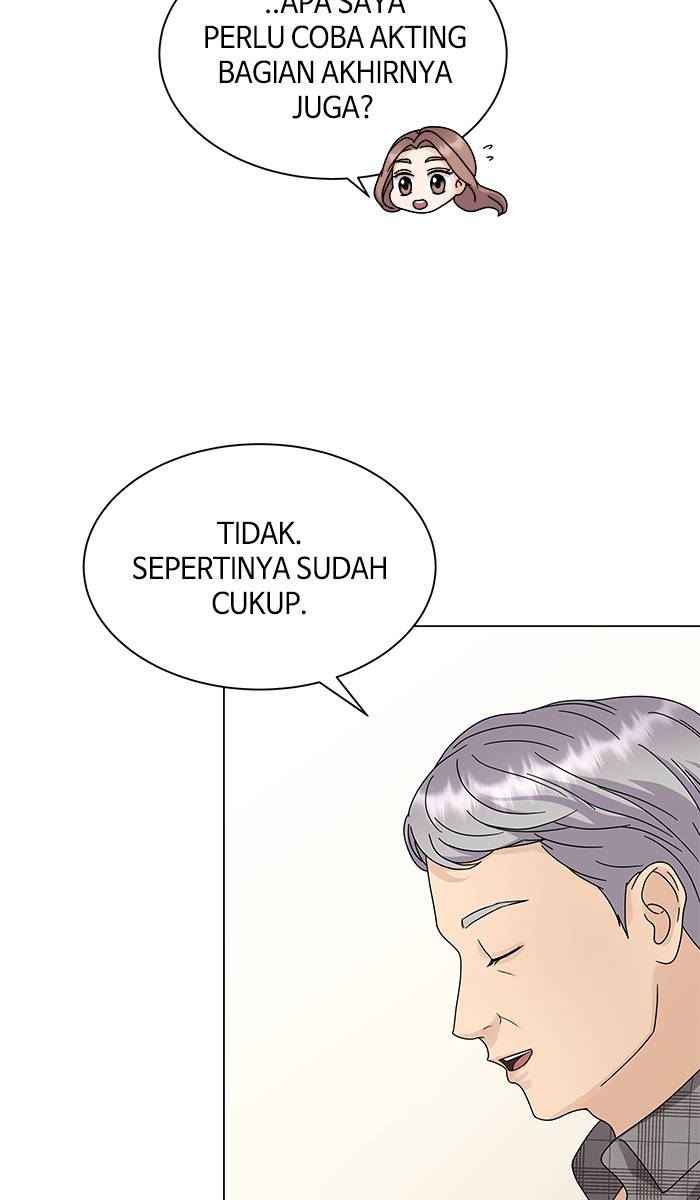 ..APA SAYA
PERLU COBA AKTING
BAGIAN AKHIRNYA
JUGA?
TIDAK.
SEPERTINYA SUDAH
CUKUP.